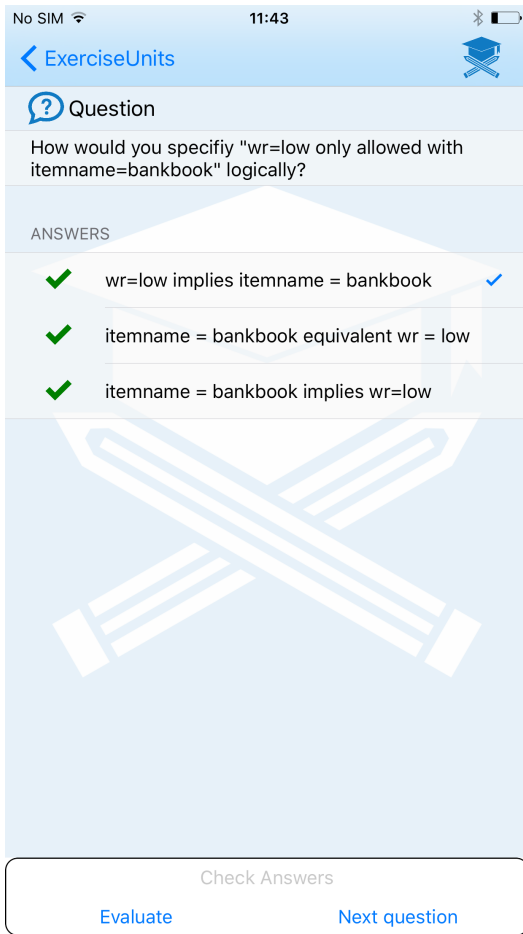 No SIM 11:43
ExerciseUnits
Question
How would you specifiy "wr=low only allowed with
itemname=bankbook" logically?
ANSWERS
wr=low implies itemname = bankbook
itemname = bankbook equivalent wr = low
itemname = bankbook implies wr=low
Check Answers
Evaluate Next question